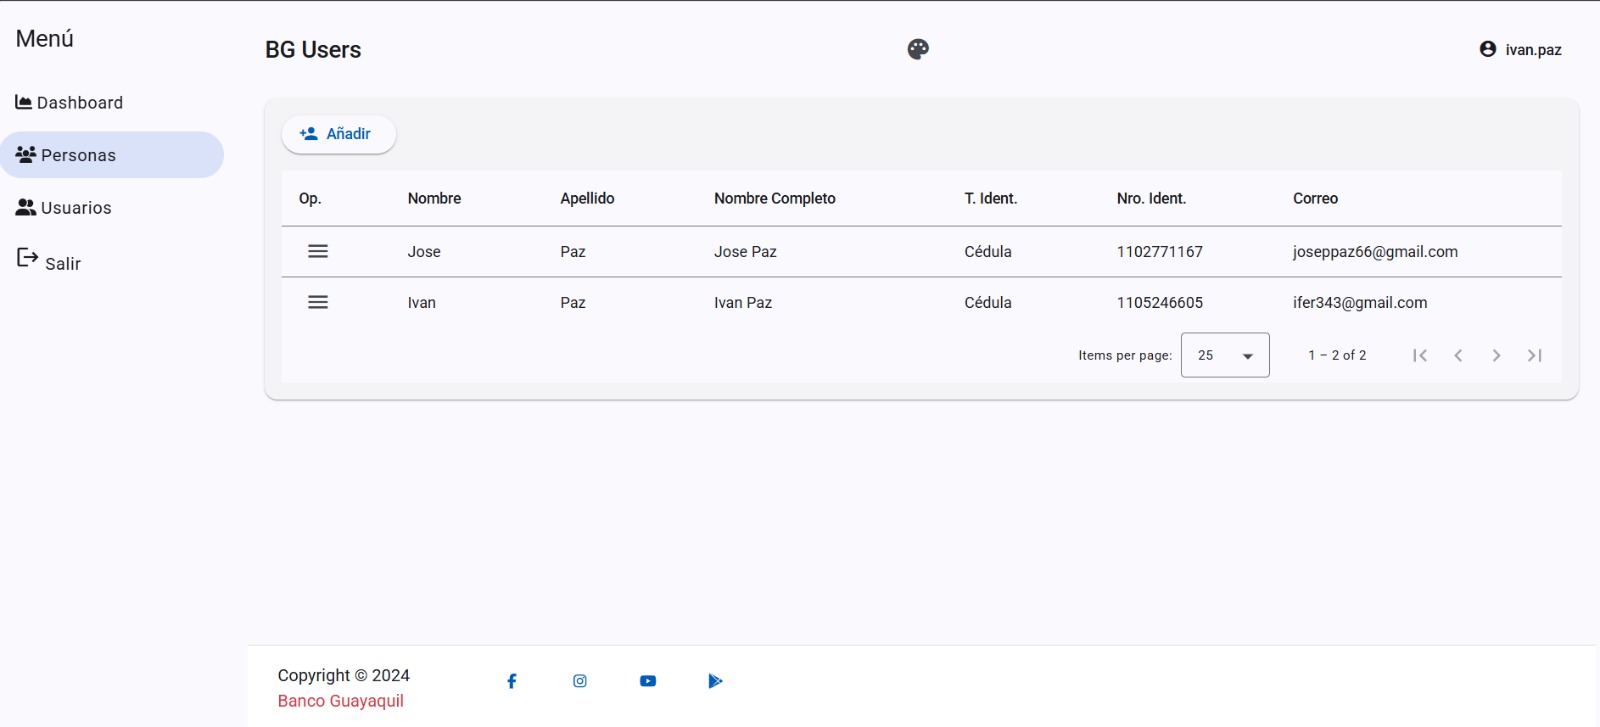 Menú
BG Users
ivan.paz
Dashboard
Personas
Usuarios
Salir
Añadir
Op. Nombre Apellido Nombre Completo T. Ident. Nro. Ident. Correo
Jose Paz Jose Paz Cédula 1102771167 joseppaz66@gmail.com
Ivan Paz Ivan Paz Cédula 1105246605 ifer343@gmail.com
Items per page: 25 1 – 2 of 2
Copyright © 2024
Banco Guayaquil